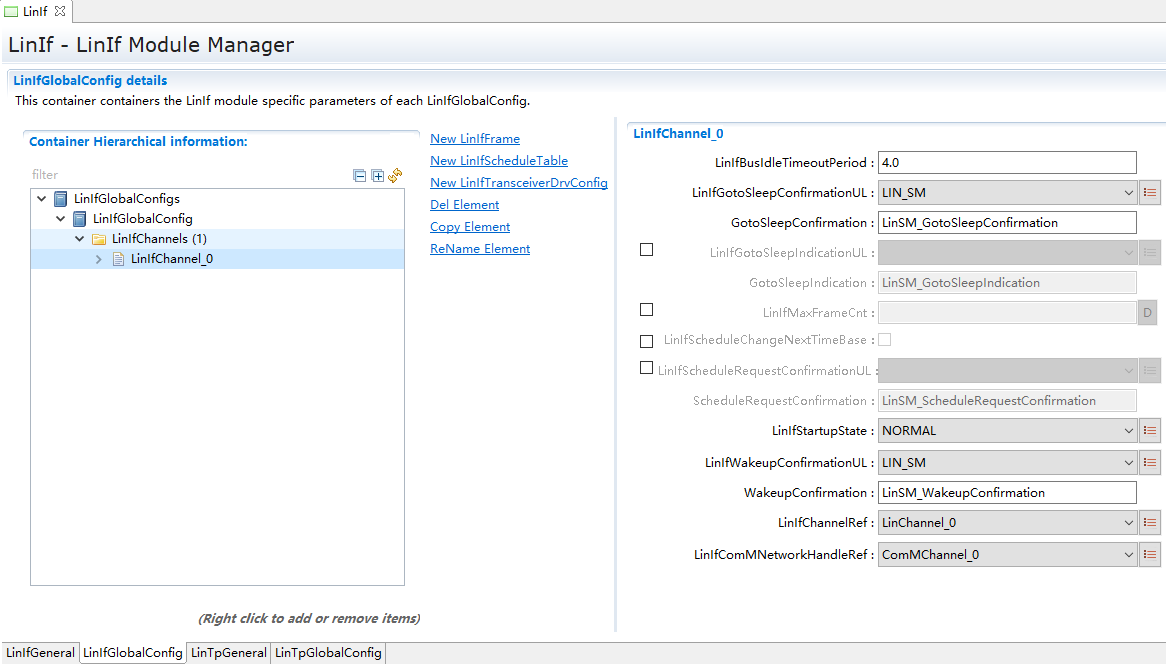 LinIf
LinIf - LinIf Module Manager
LinIfGlobalConfig details
This container containers the LinIf module specific parameters of each LinIfGlobalConfig.
Container Hierarchical information:
filter
LinIfGlobalConfigs
LinIfGlobalConfig
LinIfChannels (1)
LinIfChannel_0
(Right click to add or remove items)
New LinIfFrame
New LinIfScheduleTable
New LinIfTransceiverDrvConfig
Del Element
Copy Element
ReName Element
LinIfChannel_0
LinIfBusIdleTimeoutPeriod : 4.0
LinIfGotoSleepConfirmationUL : LIN_SM
GotoSleepConfirmation : LinSM_GotoSleepConfirmation
LinIfGotoSleepIndicationUL :
GotoSleepIndication : LinSM_GotoSleepIndication
LinIfMaxFrameCnt : D
LinIfScheduleChangeNextTimeBase :
LinIfScheduleRequestConfirmationUL :
ScheduleRequestConfirmation : LinSM_ScheduleRequestConfirmation
LinIfStartupState : NORMAL
LinIfWakeupConfirmationUL : LIN_SM
WakeupConfirmation : LinSM_WakeupConfirmation
LinIfChannelRef : LinChannel_0
LinIfComMNetworkHandleRef : ComMChannel_0
LinIfGeneral LinIfGlobalConfig LinTpGeneral LinTpGlobalConfig